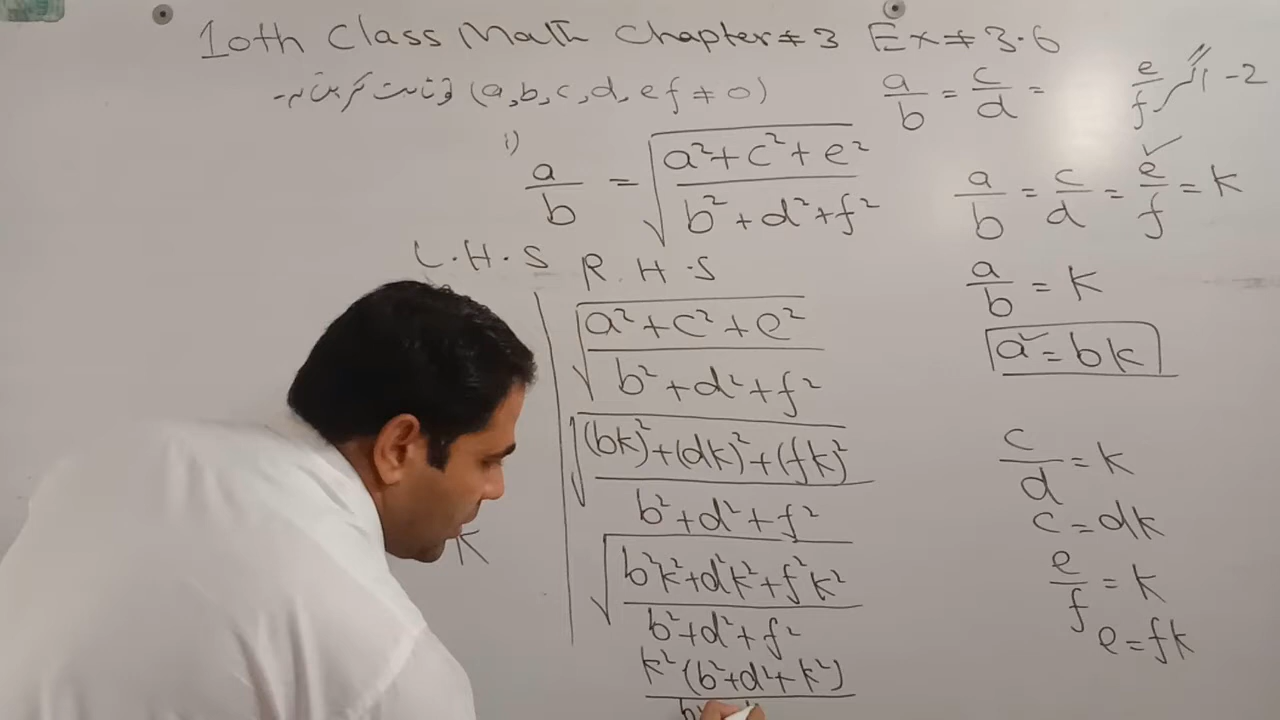 10th Class Math Chapter # 3 Ex # 3.6
(a,b,c,d,ef ≠ 0)
a/b = c/d = e/f
1-2
i) a/b = √(a²+c²+e² / b²+d²+f²)
a/b = c/d = e/f = k
L.H.S R.H.S
a/b = k
√(a²+c²+e² / b²+d²+f²)
a = bk
√((bk)²+(dk)²+(fk)² / b²+d²+f²)
c/d = k
c = dk
k
√(b²k²+d²k²+f²k² / b²+d²+f²)
e/f = k
e = fk
k²(b²+d²+k²)